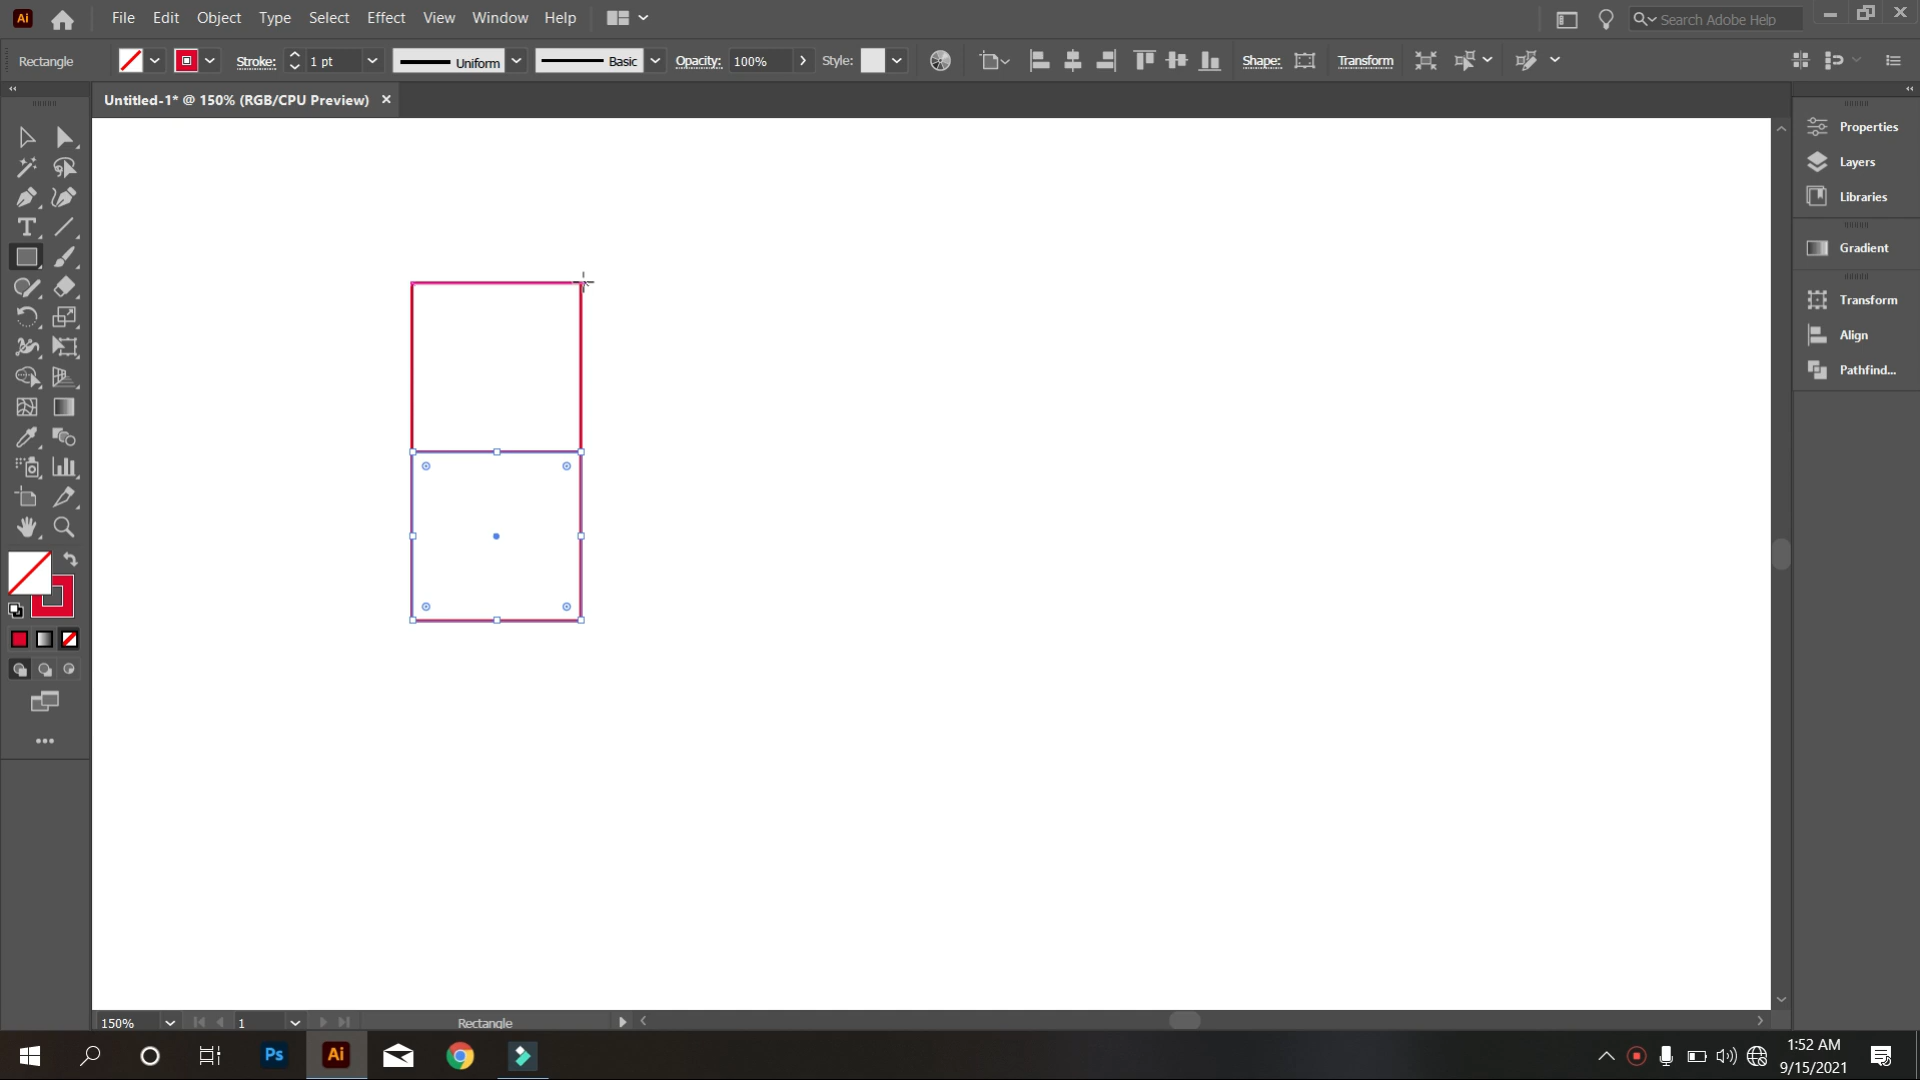 Ai File Edit Object Type Select Effect View Window Help Search Adobe Help
Rectangle Stroke: 1 pt Uniform Basic Opacity: 100% Style: Shape: Transform
Untitled-1* @ 150% (RGB/CPU Preview)
Properties
Layers
Libraries
Gradient
Transform
Align
Pathfind...
150% 1 Rectangle
Ps Ai
1:52 AM
9/15/2021